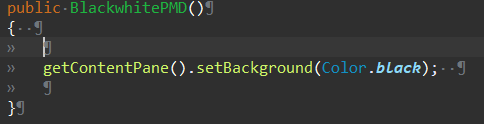 public BlackwhitePMD()
{
getContentPane().setBackground(Color.black);
}